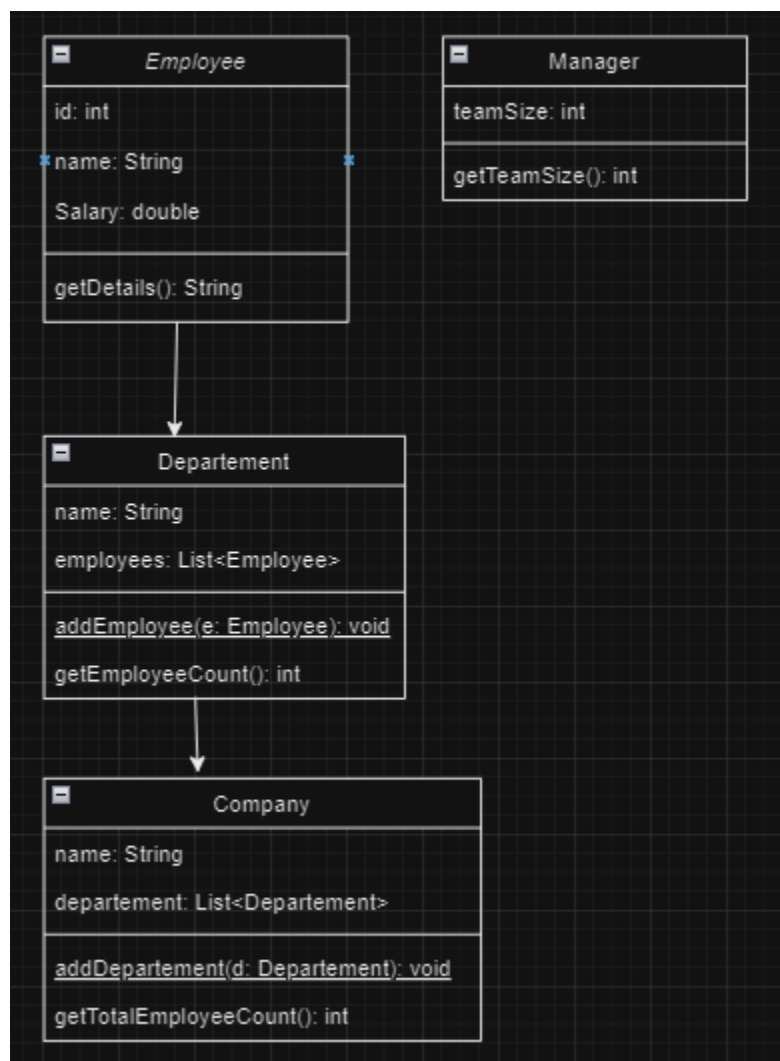 Employee
id: int
name: String
Salary: double
getDetails(): String
Manager
teamSize: int
getTeamSize(): int
Departement
name: String
employees: List<Employee>
addEmployee(e: Employee): void
getEmployeeCount(): int
Company
name: String
departement: List<Departement>
addDepartement(d: Departement): void
getTotalEmployeeCount(): int